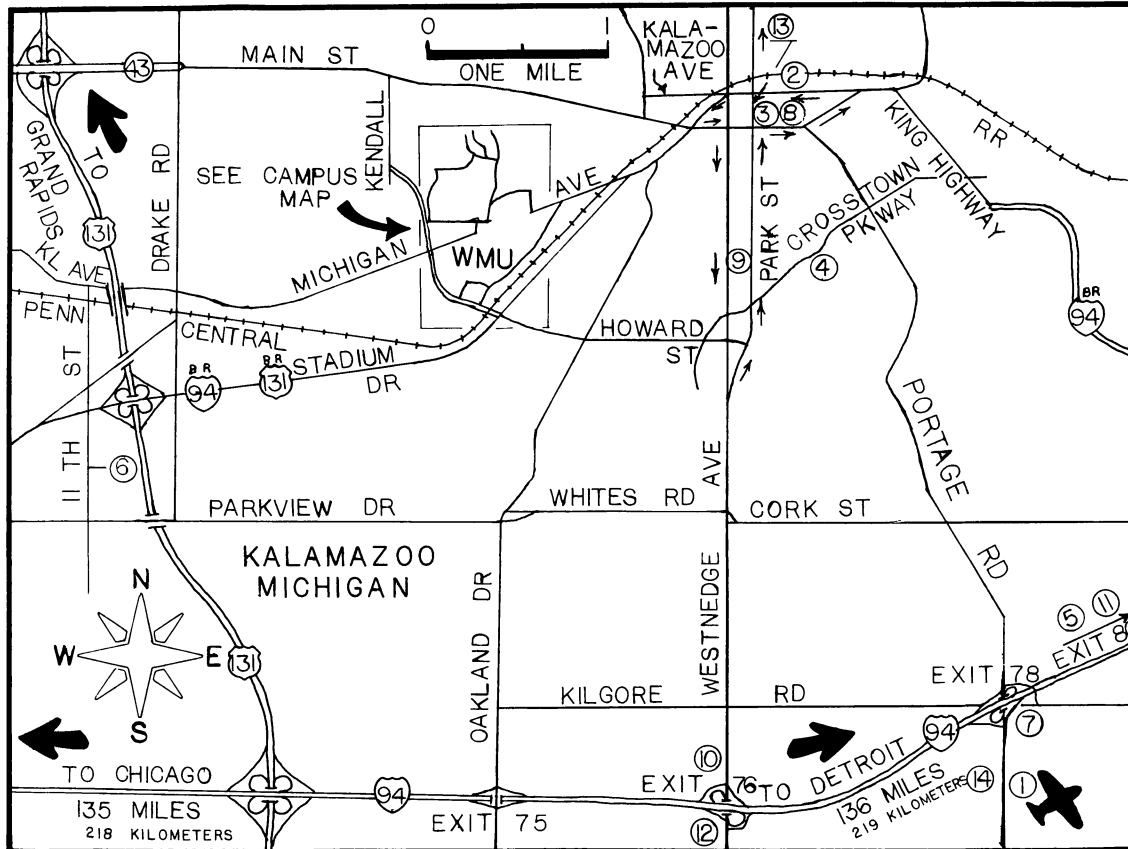 0 1
ONE MILE
KALA-
MAZOO
AVE
13
MAIN ST
43
2
3 8
TO
GRAND
RAPIDS
DRAKE RD
KENDALL
SEE CAMPUS
MAP
AVE
RR
KING HIGHWAY
CROSSTOWN
PKWAY
PARK ST
131
KL AVE
MICHIGAN
WMU
9
4
PENN CENTRAL
HOWARD
ST
BR
94
11 TH ST
BR
94
BR
131
STADIUM
DR
PORTAGE RD
6
PARKVIEW DR
WHITES RD
CORK ST
KALAMAZOO
MICHIGAN
N
W E
S
131
OAKLAND DR
WESTNEDGE AVE
5 11
EXIT 78
KILGORE RD
7
94
10
TO CHICAGO
135 MILES
218 KILOMETERS
94
EXIT 75
EXIT 76
12
TO DETROIT
136 MILES
219 KILOMETERS
14
1